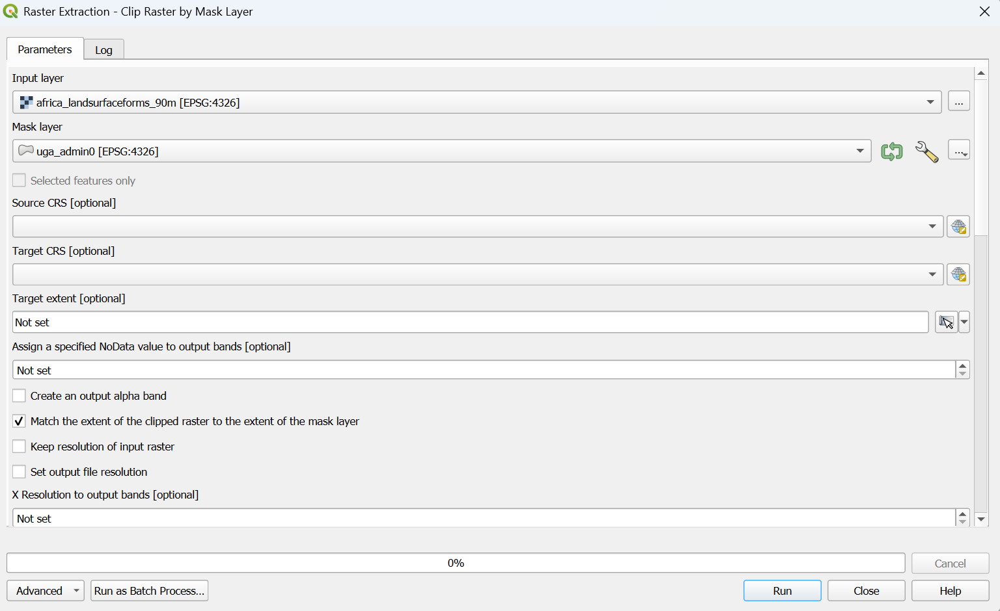 Raster Extraction - Clip Raster by Mask Layer
Parameters
Log
Input layer
africa_landsurfaceforms_90m [EPSG:4326]
...
Mask layer
uga_admin0 [EPSG:4326]
...
Selected features only
Source CRS [optional]
Target CRS [optional]
Target extent [optional]
Not set
Assign a specified NoData value to output bands [optional]
Not set
Create an output alpha band
Match the extent of the clipped raster to the extent of the mask layer
Keep resolution of input raster
Set output file resolution
X Resolution to output bands [optional]
Not set
0%
Cancel
Advanced
Run as Batch Process...
Run
Close
Help